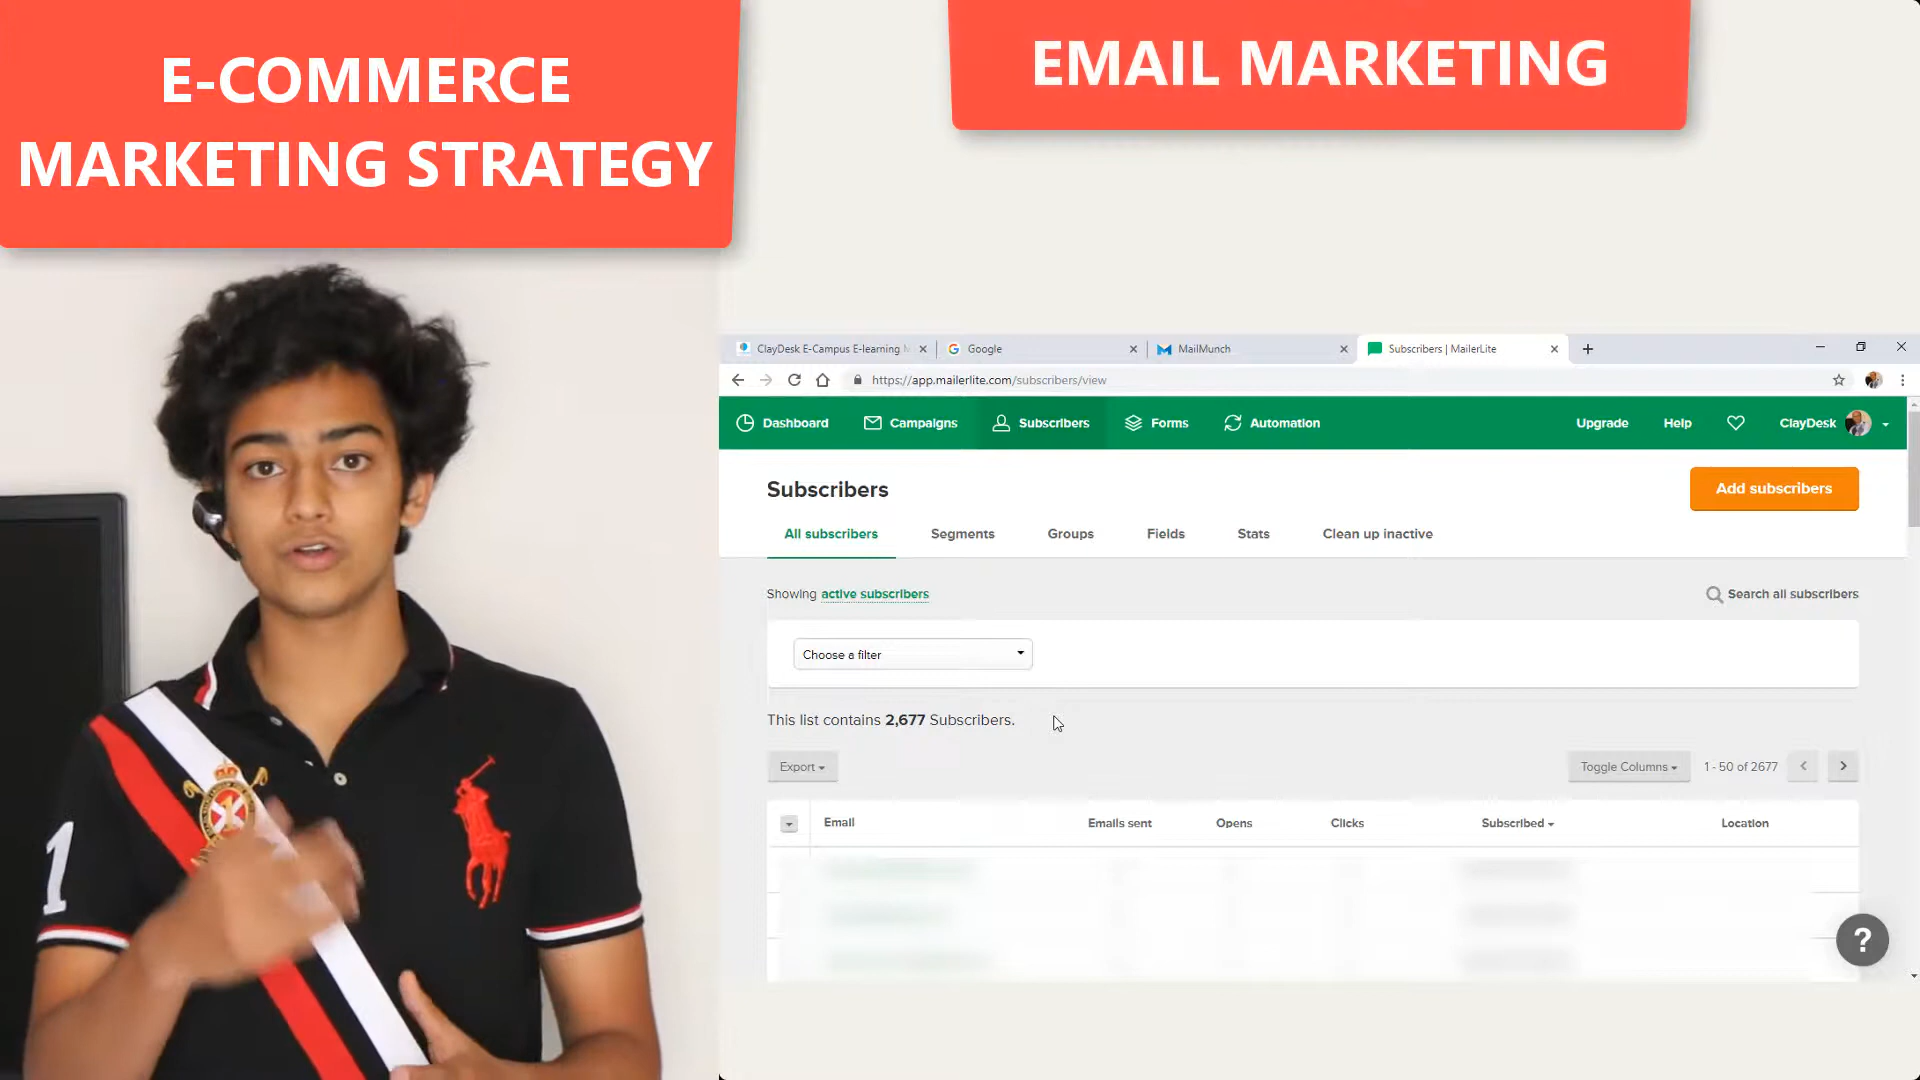 E-COMMERCE
MARKETING STRATEGY
EMAIL MARKETING
ClayDesk E-Campus E-learning
Google
MailMunch
Subscribers | MailerLite
https://app.mailerlite.com/subscribers/view
Dashboard
Campaigns
Subscribers
Forms
Automation
Upgrade
Help
ClayDesk
Subscribers
Add subscribers
All subscribers
Segments
Groups
Fields
Stats
Clean up inactive
Showing active subscribers
Search all subscribers
Choose a filter
This list contains 2,677 Subscribers.
Export
Toggle Columns
1 - 50 of 2677
Email
Emails sent
Opens
Clicks
Subscribed
Location
?
1
1